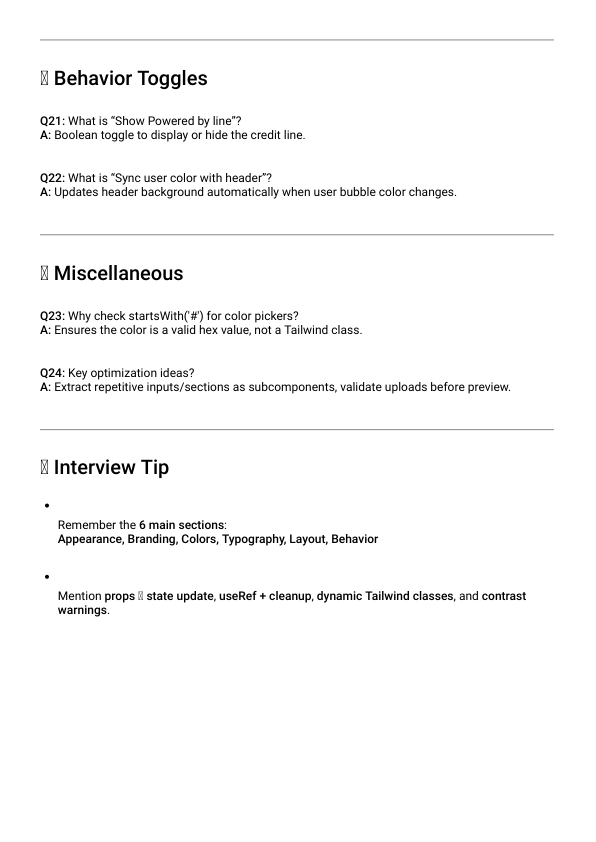 Behavior Toggles
Q21: What is “Show Powered by line”?
A: Boolean toggle to display or hide the credit line.
Q22: What is “Sync user color with header”?
A: Updates header background automatically when user bubble color changes.
Miscellaneous
Q23: Why check startsWith('#') for color pickers?
A: Ensures the color is a valid hex value, not a Tailwind class.
Q24: Key optimization ideas?
A: Extract repetitive inputs/sections as subcomponents, validate uploads before preview.
Interview Tip
Remember the 6 main sections:
Appearance, Branding, Colors, Typography, Layout, Behavior
Mention props state update, useRef + cleanup, dynamic Tailwind classes, and contrast
warnings.